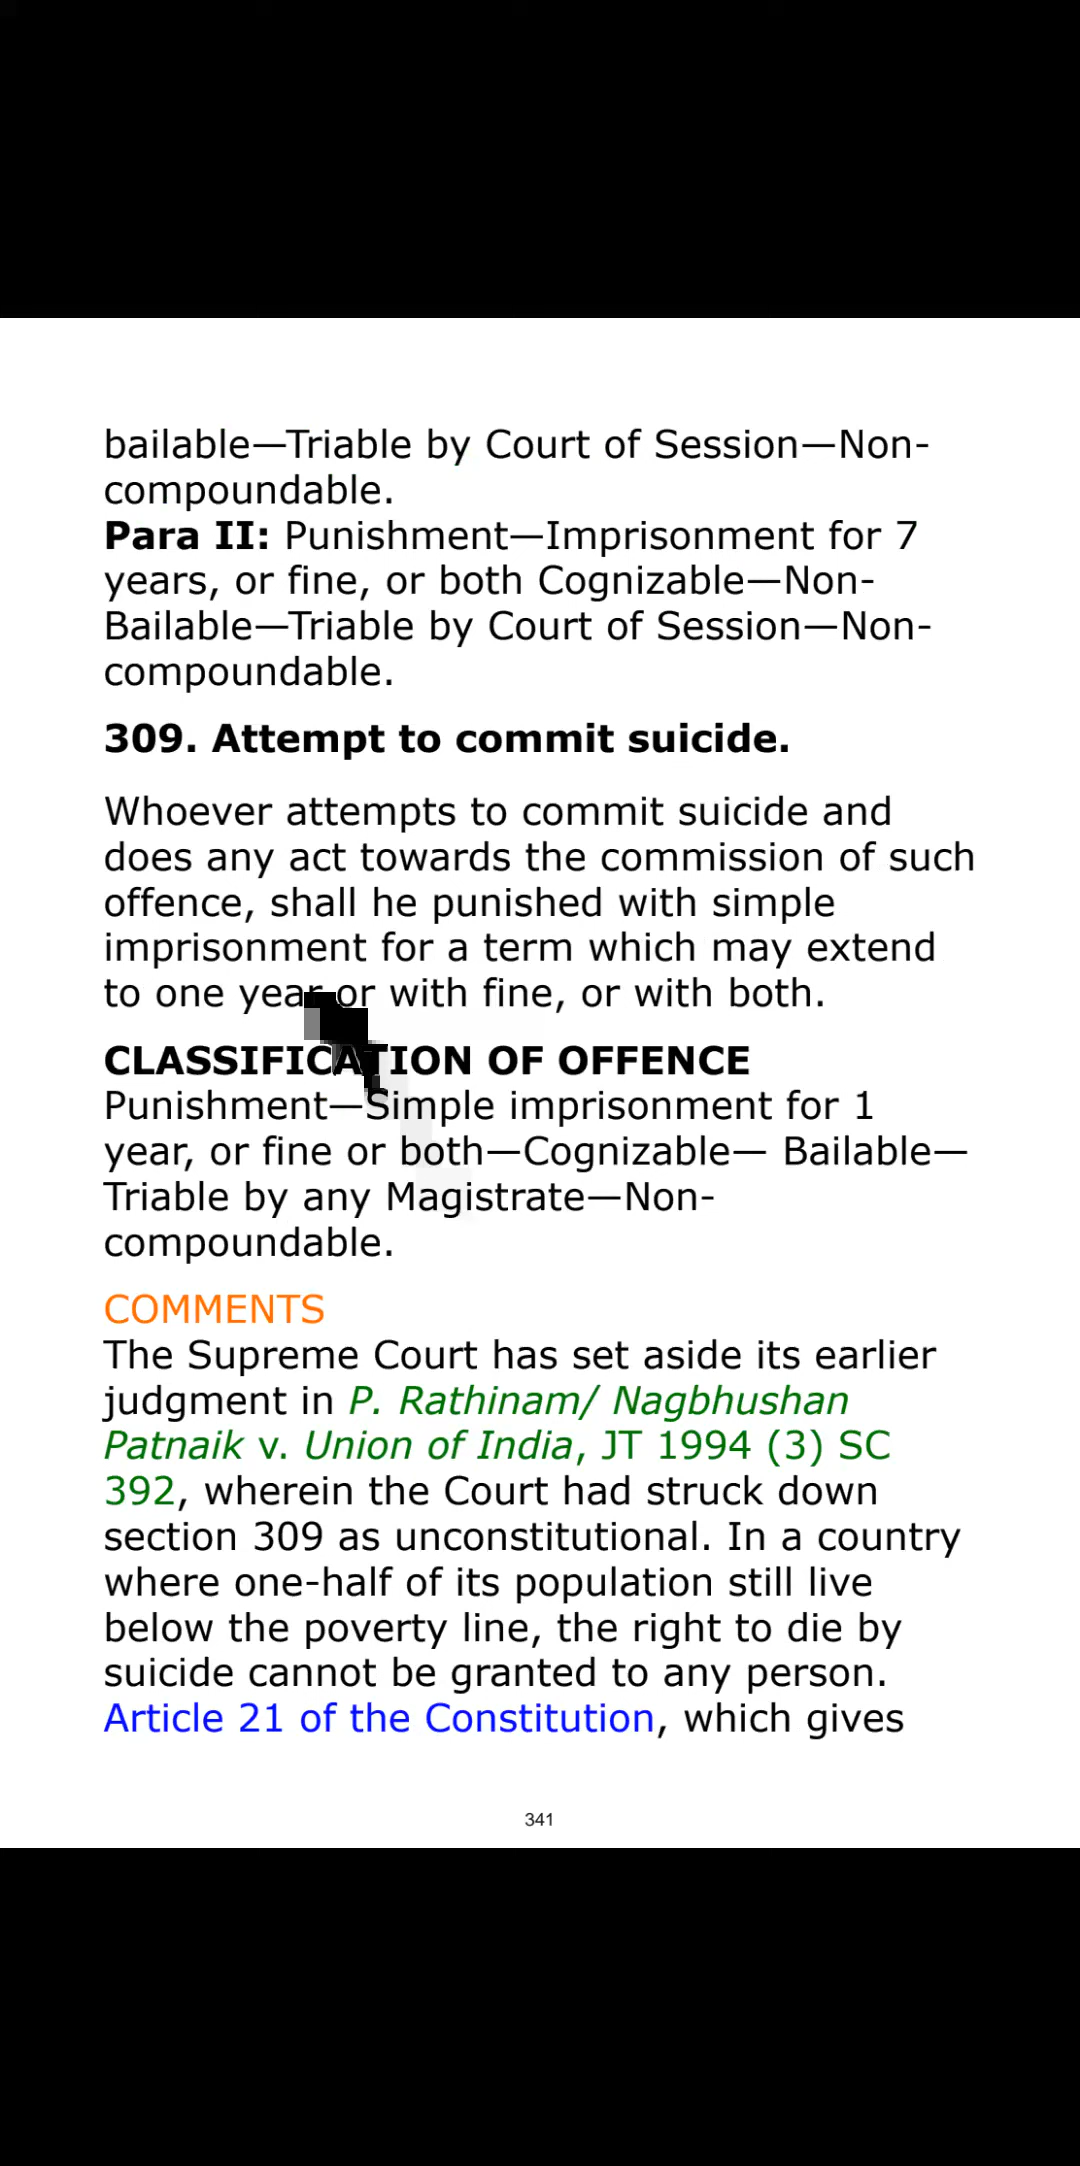 bailable—Triable by Court of Session—Non-
compoundable.
Para II: Punishment—Imprisonment for 7
years, or fine, or both Cognizable—Non-
Bailable—Triable by Court of Session—Non-
compoundable.
309. Attempt to commit suicide.
Whoever attempts to commit suicide and
does any act towards the commission of such
offence, shall he punished with simple
imprisonment for a term which may extend
to one year or with fine, or with both.
CLASSIFICATION OF OFFENCE
Punishment—Simple imprisonment for 1
year, or fine or both—Cognizable— Bailable—
Triable by any Magistrate—Non-
compoundable.
COMMENTS
The Supreme Court has set aside its earlier
judgment in P. Rathinam/ Nagbhushan
Patnaik v. Union of India, JT 1994 (3) SC
392, wherein the Court had struck down
section 309 as unconstitutional. In a country
where one-half of its population still live
below the poverty line, the right to die by
suicide cannot be granted to any person.
Article 21 of the Constitution, which gives
341